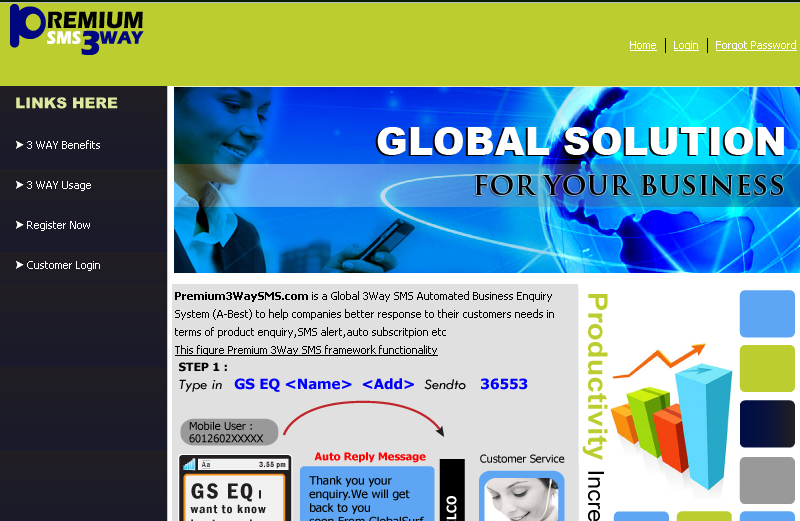 PREMIUM
SMS 3WAY
Home
Login
Forgot Password
LINKS HERE
3 WAY Benefits
3 WAY Usage
Register Now
Customer Login
GLOBAL SOLUTION
FOR YOUR BUSINESS
Premium3WaySMS.com is a Global 3Way SMS Automated Business Enquiry
System (A-Best) to help companies better response to their customers needs in
terms of product enquiry,SMS alert,auto subscritpion etc
This figure Premium 3Way SMS framework functionality
STEP 1 :
Type in GS EQ <Name> <Add> Sendto 36553
Mobile User :
6012602XXXXX
Aa 3.55 pm
GS EQ I
want to know
Auto Reply Message
Thank you your
enquiry.We will get
back to you
soon.From GlobalSurf
LCO
Customer Service
Productivity Incre